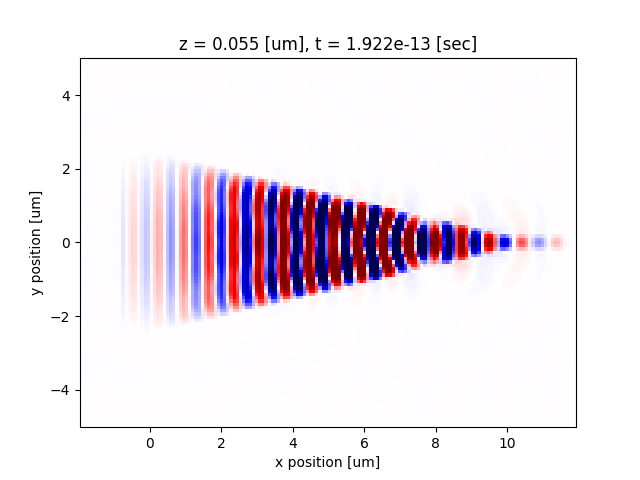 z = 0.055 [um], t = 1.922e-13 [sec]
4
2
0
−2
−4
y position [um]
0 2 4 6 8 10
x position [um]